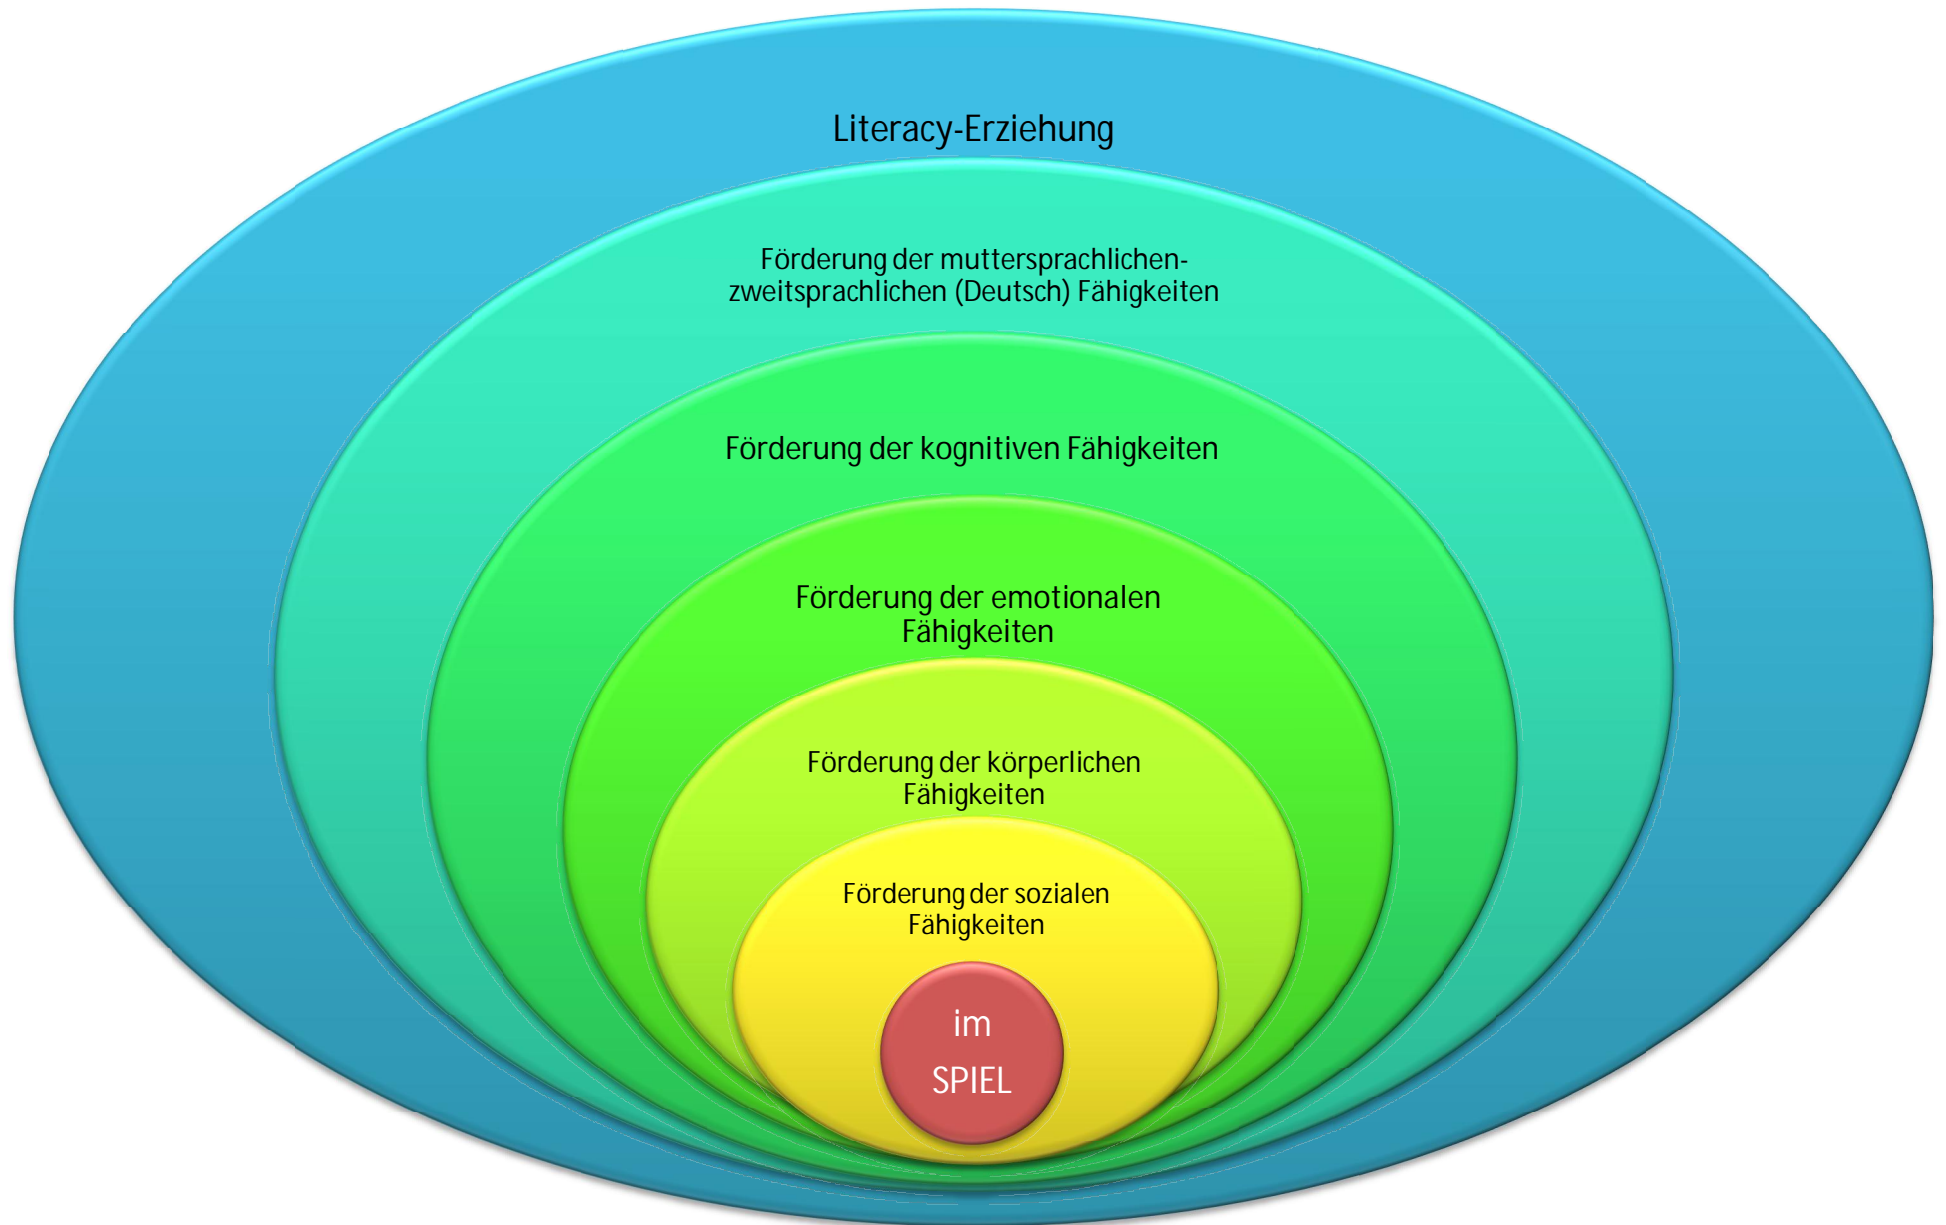 Literacy-Erziehung
Förderung der muttersprachlichen-
zweitsprachlichen (Deutsch) Fähigkeiten
Förderung der kognitiven Fähigkeiten
Förderung der emotionalen
Fähigkeiten
Förderung der körperlichen
Fähigkeiten
Förderung der sozialen
Fähigkeiten
im
SPIEL